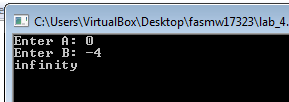 C:\Users\VirtualBox\Desktop\fasmw17323\lab_4.
Enter A: 0
Enter B: -4
infinity